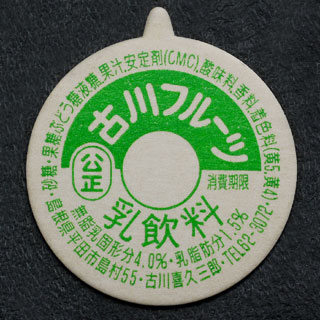 砂糖・果糖ぶどう糖液糖、果汁、安定剤(CMC)、酸味料、香料、着色料(黄5、黄4)
古川フルーツ
公正
消費期限
乳飲料
無脂乳固形分4.0%・乳脂肪分1.5%
島根県平田市島村55・古川喜久三郎・TEL62-3072